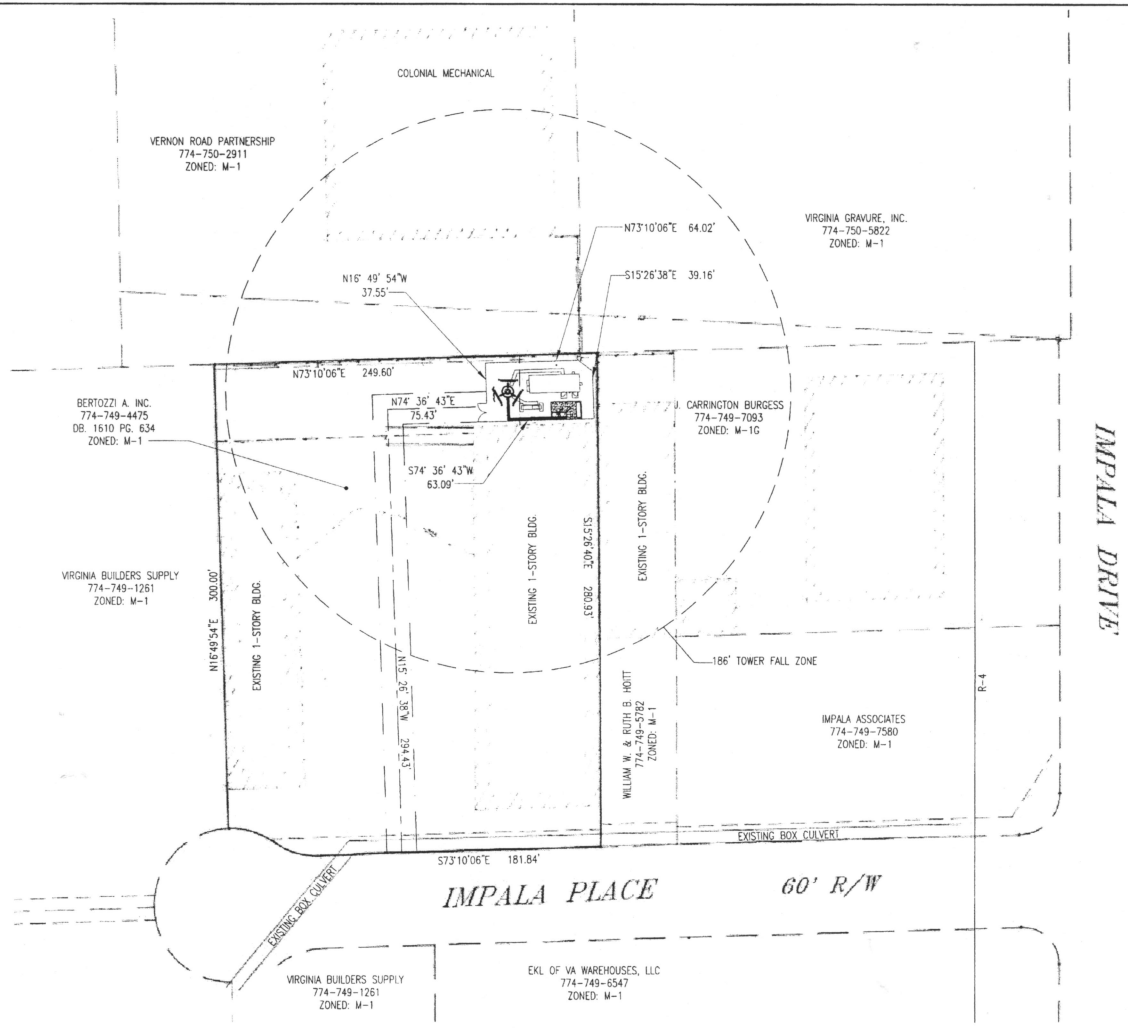 COLONIAL MECHANICAL
VERNON ROAD PARTNERSHIP
774-750-2911
ZONED: M-1
VIRGINIA GRAVURE, INC.
774-750-5822
ZONED: M-1
N73°10'06"E 64.02'
N16° 49' 54"W
37.55'
S15°26'38"E 39.16'
N73°10'06"E 249.60'
BERTOZZI A. INC.
774-749-4475
DB. 1610 PG. 634
ZONED: M-1
N74° 36' 43"E
75.43'
J. CARRINGTON BURGESS
774-749-7093
ZONED: M-1G
S74° 36' 43"W
63.09'
IMPALA DRIVE
VIRGINIA BUILDERS SUPPLY
774-749-1261
ZONED: M-1
N16°49'54"E 300.00'
EXISTING 1-STORY BLDG.
EXISTING 1-STORY BLDG.
S15°26'40"E 280.93'
EXISTING 1-STORY BLDG.
N15° 26' 38"W 294.43'
186' TOWER FALL ZONE
WILLIAM W. & RUTH B. HOITT
774-749-5782
ZONED: M-1
R-4
IMPALA ASSOCIATES
774-749-7580
ZONED: M-1
EXISTING BOX CULVERT
S73°10'06"E 181.84'
IMPALA PLACE 60' R/W
EXISTING BOX CULVERT
VIRGINIA BUILDERS SUPPLY
774-749-1261
ZONED: M-1
EKL OF VA WAREHOUSES, LLC
774-749-6547
ZONED: M-1